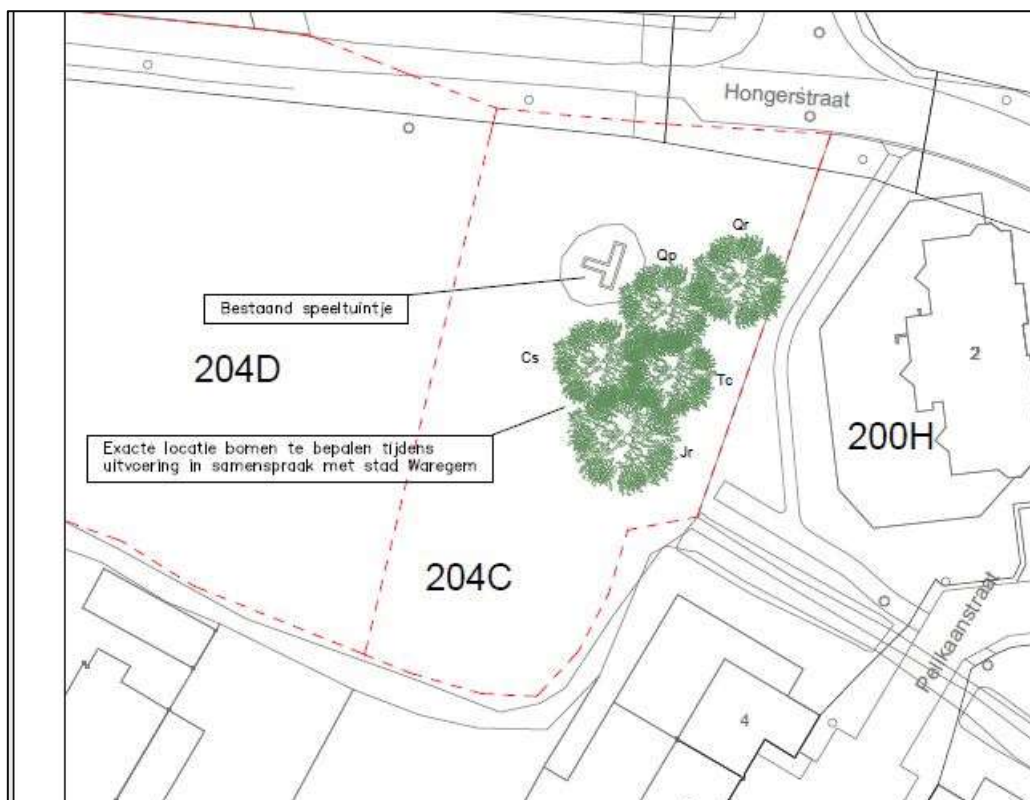 Hongerstraat
Qr
Qp
Bestaand speeltuintje
Cs
204D
Tc
2
200H
Exacte locatie bomen te bepalen tijdens
uitvoering in samenspraak met stad Waregem
Jr
204C
Pelikaanstraat
4